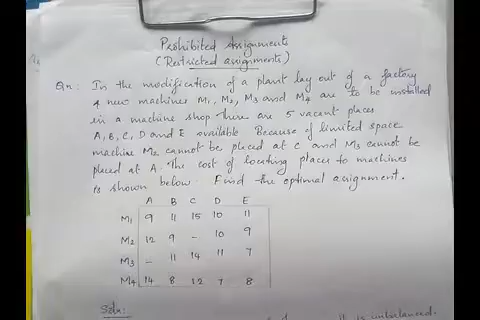 Prohibited Assignments
(Restricted assignments)
Qn: In the modification of a plant lay out of a factory
4 new machines M1, M2, M3 and M4 are to be installed
in a machine shop there are 5 vacant places
A, B, C, D and E available Because of limited space
machine M2 cannot be placed at C and M3 cannot be
placed at A. The cost of locating places to machines
is shown below. Find the optimal assignment.
A B C D E
M1 9 11 15 10 11
M2 12 9 - 10 9
M3 - 11 14 11 7
M4 14 8 12 7 8
Soln:
it is unbalanced.